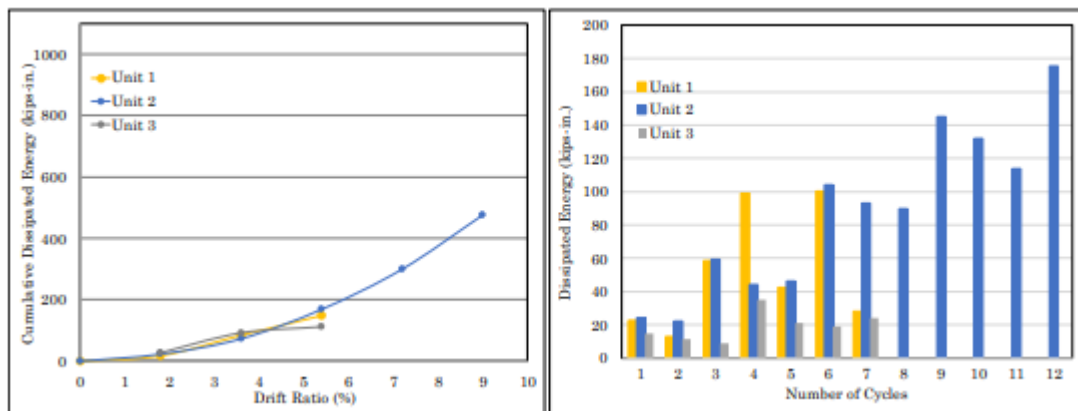 1000
800
600
400
200
0
Cumulative Dissipated Energy (kips-in.)
Unit 1
Unit 2
Unit 3
0 1 2 3 4 5 6 7 8 9 10
Drift Ratio (%)
200
180
160
140
120
100
80
60
40
20
0
Dissipated Energy (kips-in.)
Unit 1
Unit 2
Unit 3
1 2 3 4 5 6 7 8 9 10 11 12
Number of Cycles